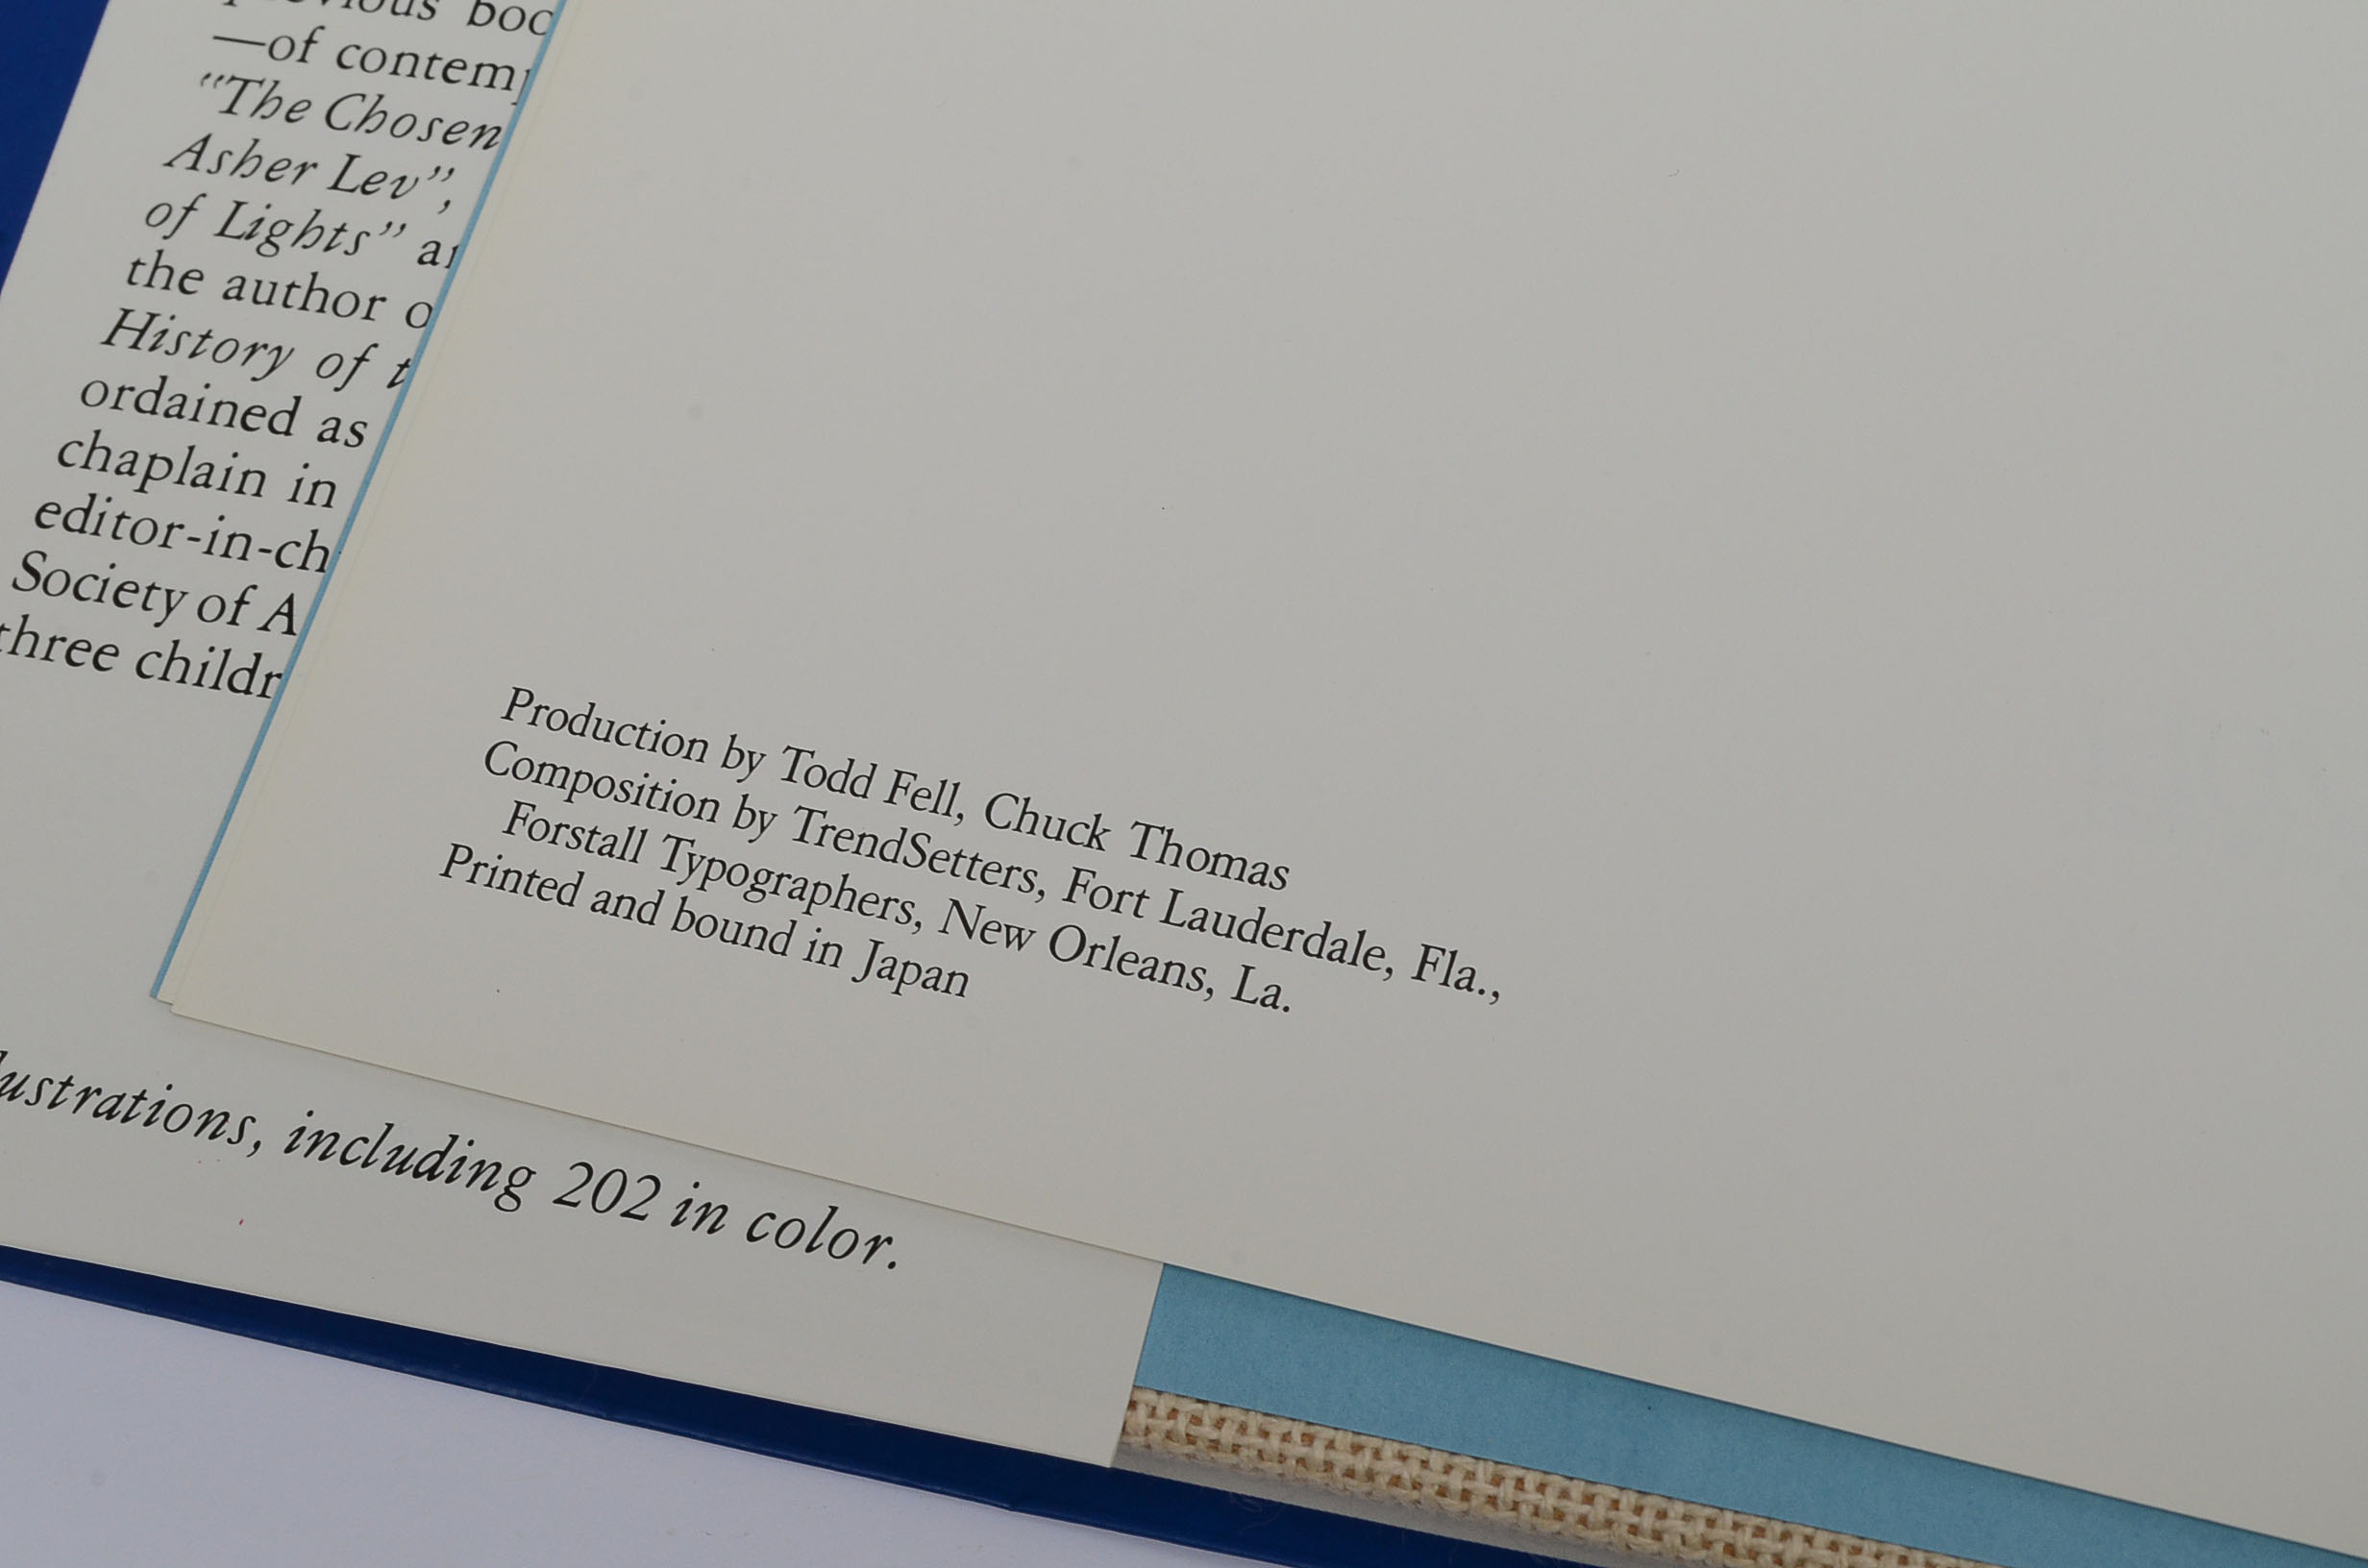 —of contem
"The Chosen
Asher Lev",
of Lights"
the author
History of
ordained as
chaplain in
editor-in-ch
Society of A
three childr
Production by Todd Fell, Chuck Thomas
Composition by TrendSetters, Fort Lauderdale, Fla.,
Forstall Typographers, New Orleans, La.
Printed and bound in Japan
lustrations, including 202 in color.